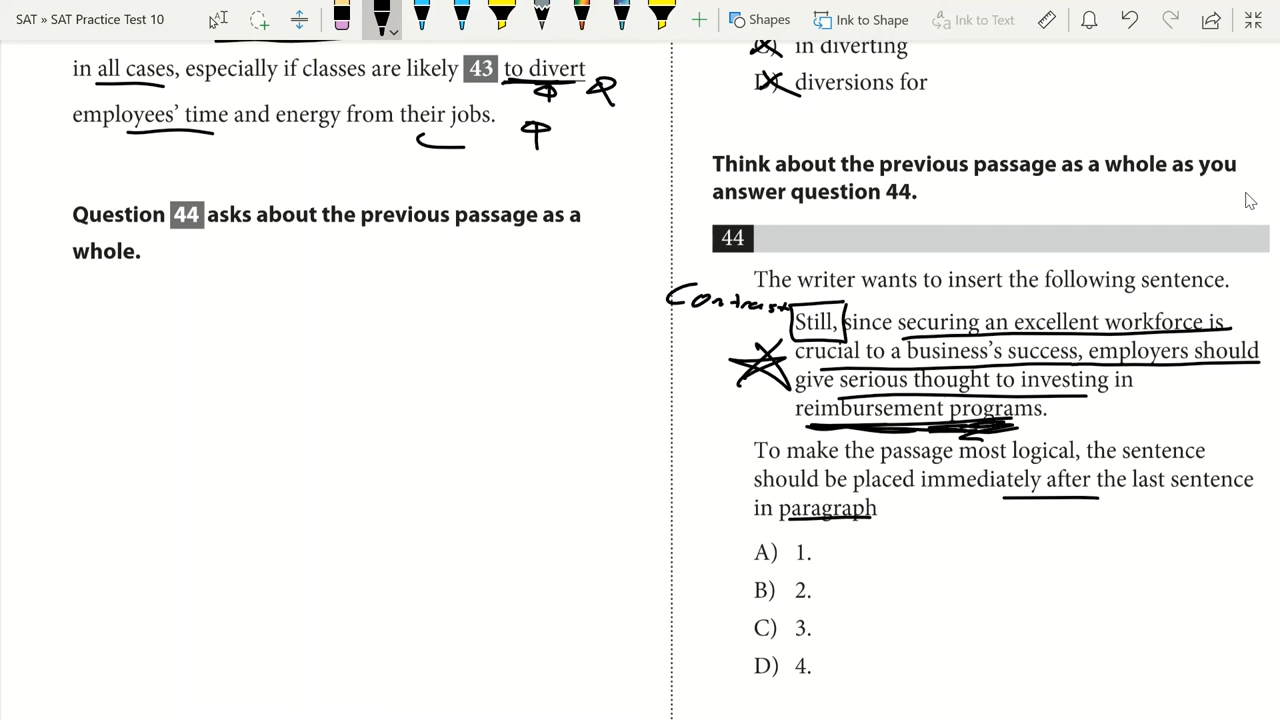 SAT » SAT Practice Test 10
Shapes
Ink to Shape
Ink to Text
in all cases, especially if classes are likely 43 to divert
employees' time and energy from their jobs.
Question 44 asks about the previous passage as a
whole.
C) in diverting
D) diversions for
Think about the previous passage as a whole as you
answer question 44.
44
The writer wants to insert the following sentence.
Contrast
Still, since securing an excellent workforce is
crucial to a business's success, employers should
give serious thought to investing in
reimbursement programs.
To make the passage most logical, the sentence
should be placed immediately after the last sentence
in paragraph
A) 1.
B) 2.
C) 3.
D) 4.